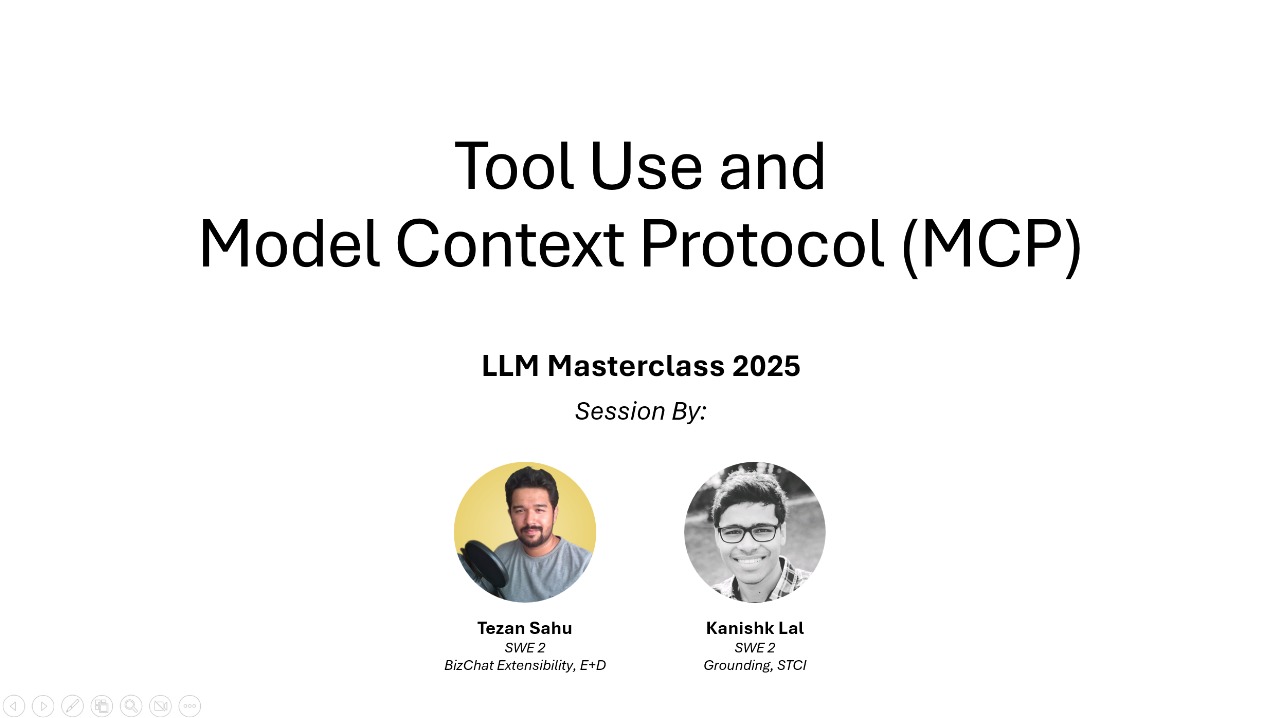 Tool Use and
Model Context Protocol (MCP)
LLM Masterclass 2025
Session By:
Tezan Sahu
SWE 2
BizChat Extensibility, E+D
Kanishk Lal
SWE 2
Grounding, STCI